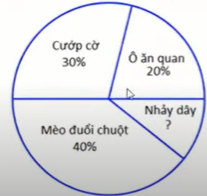 Cướp cờ
30%
Ô ăn quan
20%
Nhảy dây
?
Mèo đuổi chuột
40%